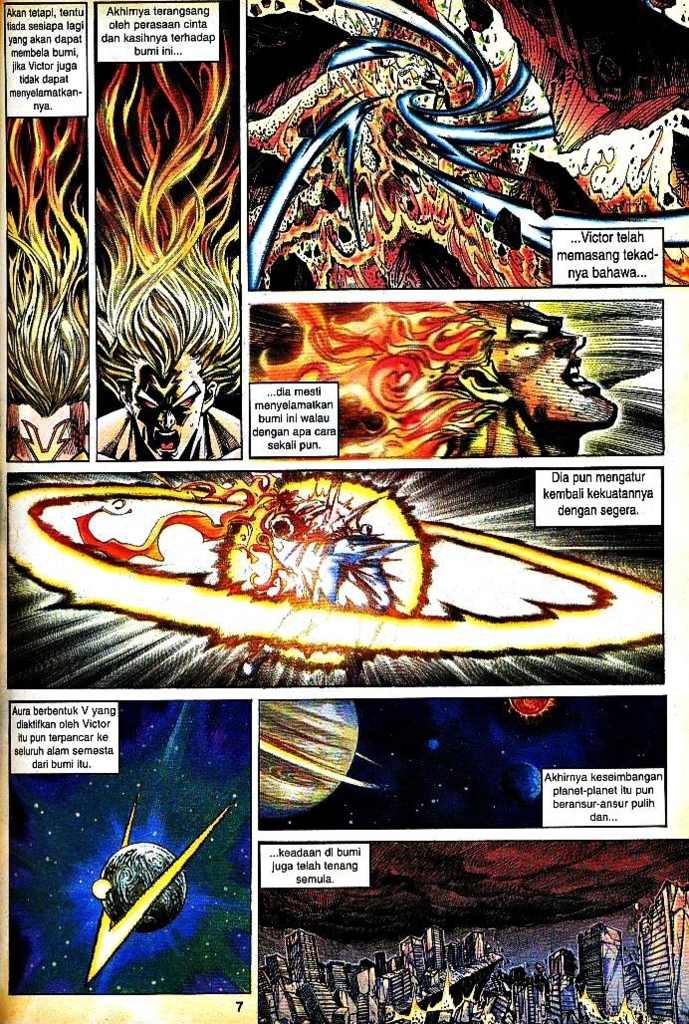 Akan tetapi, tentu
tiada sesiapa lagi
yang akan dapat
membela bumi,
jika Victor juga
tidak dapat
menyelamatkan-
nya.
Akhirnya terangsang
oleh perasaan cinta
dan kasihnya terhadap
bumi ini...
...Victor telah
memasang tekad-
nya bahawa...
...dia mesti
menyelamatkan
bumi ini walau
dengan apa cara
sekali pun.
Dia pun mengatur
kembali kekuatannya
dengan segera.
Aura berbentuk V yang
diaktifkan oleh Victor
itu pun terpancar ke
seluruh alam semesta
dari bumi itu.
Akhirnya keseimbangan
planet-planet itu pun
beransur-ansur pulih
dan...
...keadaan di bumi
juga telah tenang
semula.
7